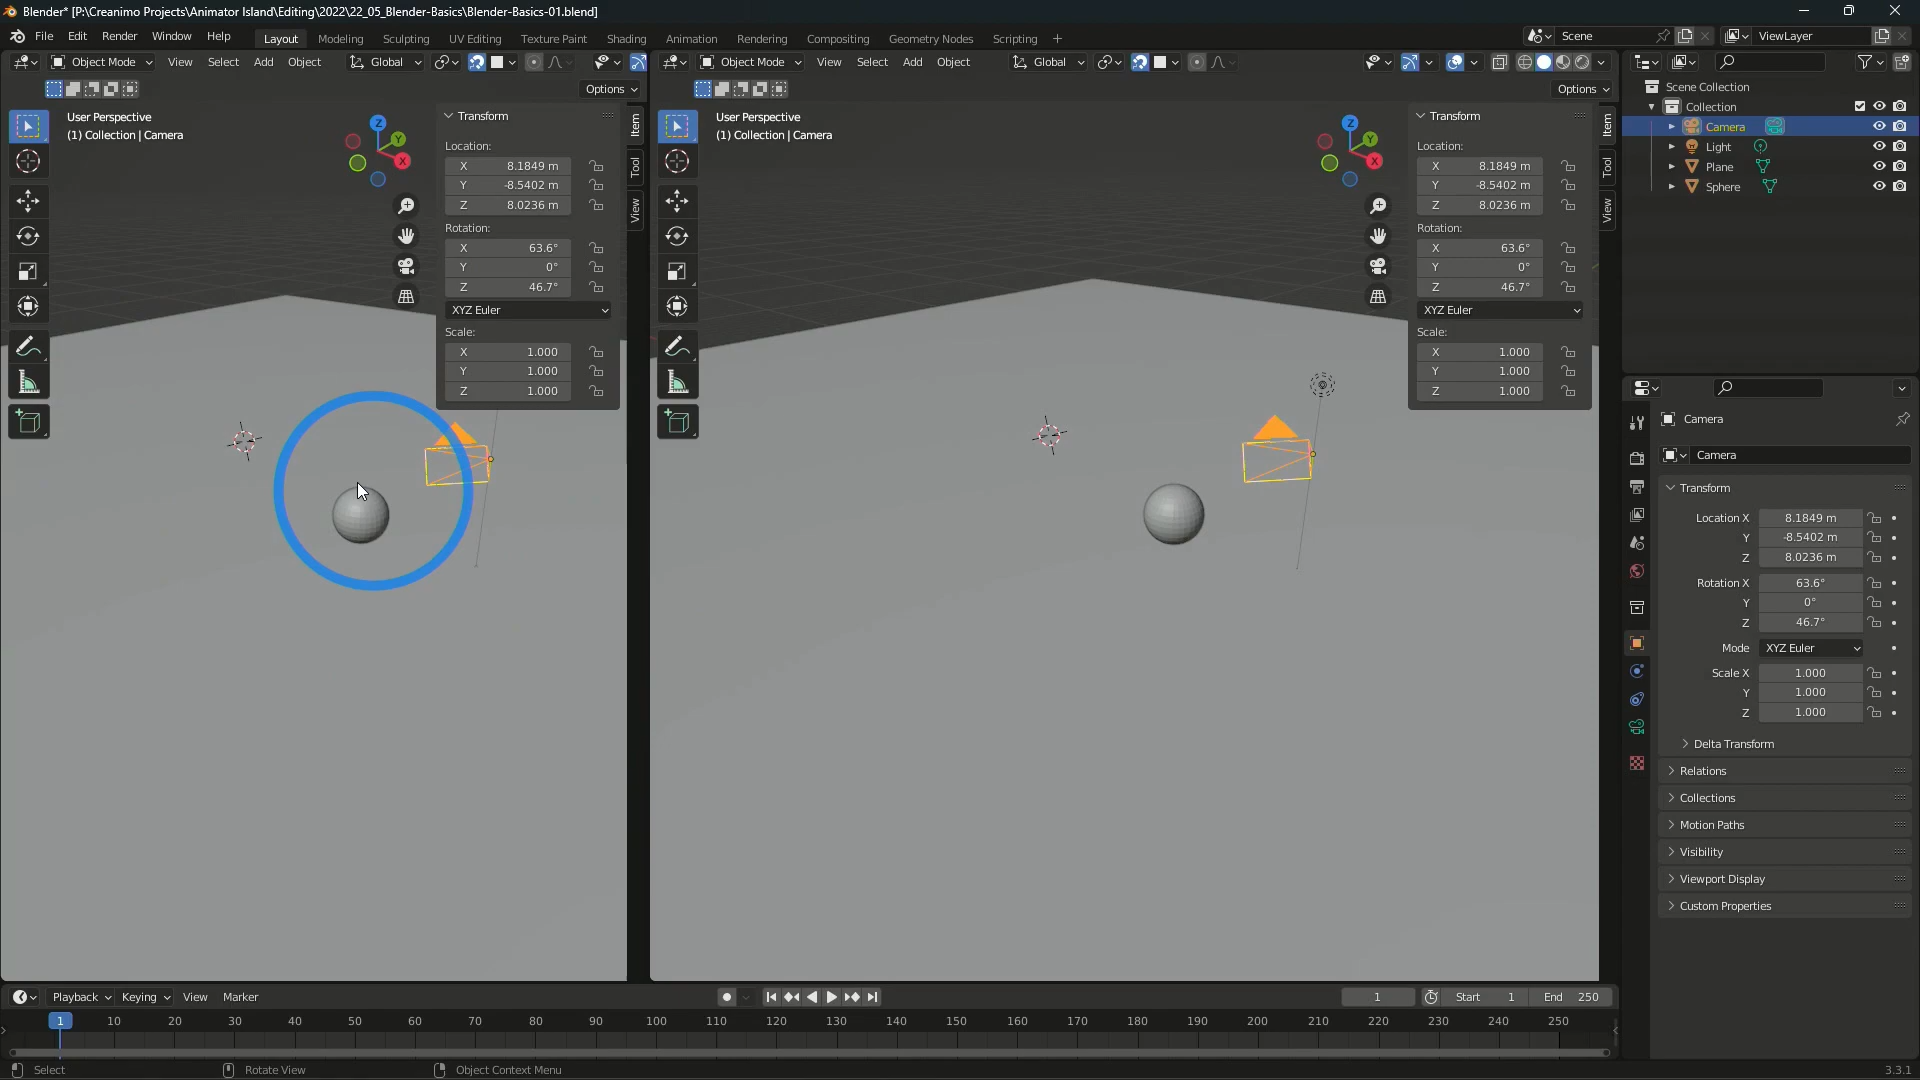 Blender* [P:\Creanimo Projects\Animator Island\Editing\2022\22_05_Blender-Basics\Blender-Basics-01.blend]
File Edit Render Window Help Layout Modeling Sculpting UV Editing Texture Paint Shading Animation Rendering Compositing Geometry Nodes Scripting + Scene ViewLayer
Object Mode View Select Add Object Global Object Mode View Select Add Object Global
Options Options
Scene Collection
Collection
Camera
Light
Plane
Sphere
User Perspective
(1) Collection | Camera
X
Y
Z
Transform
Location:
X 8.1849 m
Y -8.5402 m
Z 8.0236 m
Rotation:
X 63.6°
Y 0°
Z 46.7°
XYZ Euler
Scale:
X 1.000
Y 1.000
Z 1.000
Item
Tool
View
User Perspective
(1) Collection | Camera
X
Y
Z
Transform
Location:
X 8.1849 m
Y -8.5402 m
Z 8.0236 m
Rotation:
X 63.6°
Y 0°
Z 46.7°
XYZ Euler
Scale:
X 1.000
Y 1.000
Z 1.000
Item
Tool
View
Camera
Camera
Transform
Location X 8.1849 m
Y -8.5402 m
Z 8.0236 m
Rotation X 63.6°
Y 0°
Z 46.7°
Mode XYZ Euler
Scale X 1.000
Y 1.000
Z 1.000
Delta Transform
Relations
Collections
Motion Paths
Visibility
Viewport Display
Custom Properties
Playback Keying View Marker 1 Start 1 End 250
1 10 20 30 40 50 60 70 80 90 100 110 120 130 140 150 160 170 180 190 200 210 220 230 240 250
Select Rotate View Object Context Menu 3.3.1